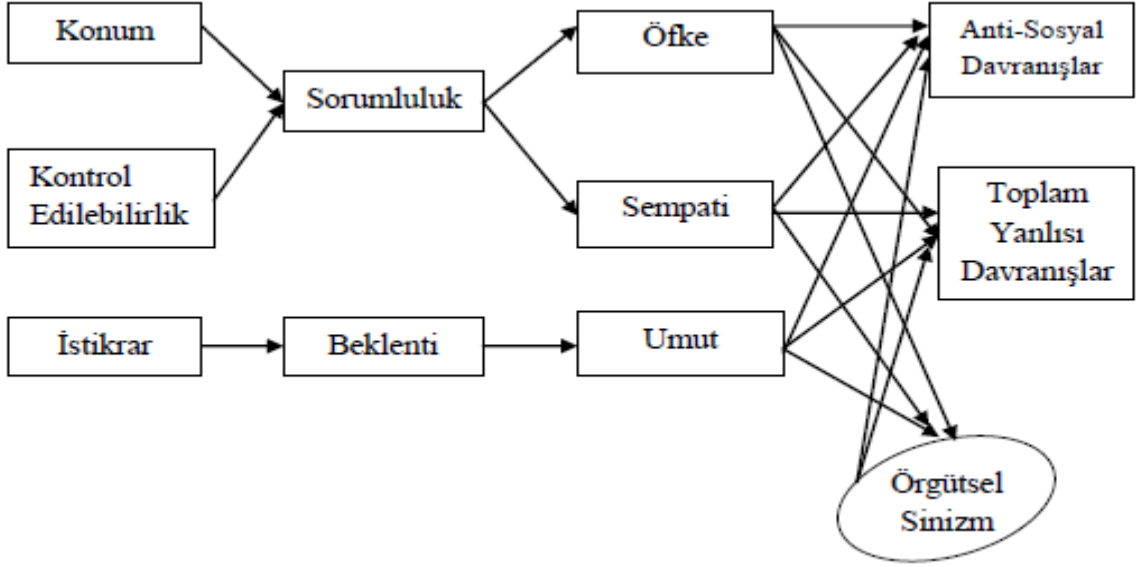 Konum
Kontrol
Edilebilirlik
İstikrar
Sorumluluk
Beklenti
Öfke
Sempati
Umut
Anti-Sosyal
Davranışlar
Toplam
Yanlısı
Davranışlar
Örgütsel
Sinizm